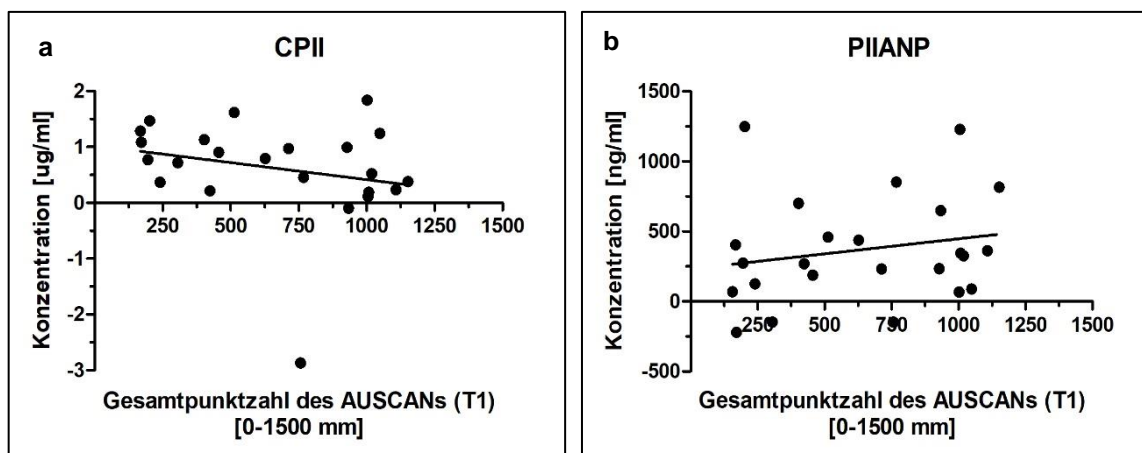 a
CPII
Konzentration [ug/ml]
2
1
0
-1
-2
-3
250 500 750 1000 1250 1500
Gesamtpunktzahl des AUSCANs (T1)
[0-1500 mm]
b
PIIANP
Konzentration [ng/ml]
1500
1000
500
0
-500
250 500 750 1000 1250 1500
Gesamtpunktzahl des AUSCANs (T1)
[0-1500 mm]